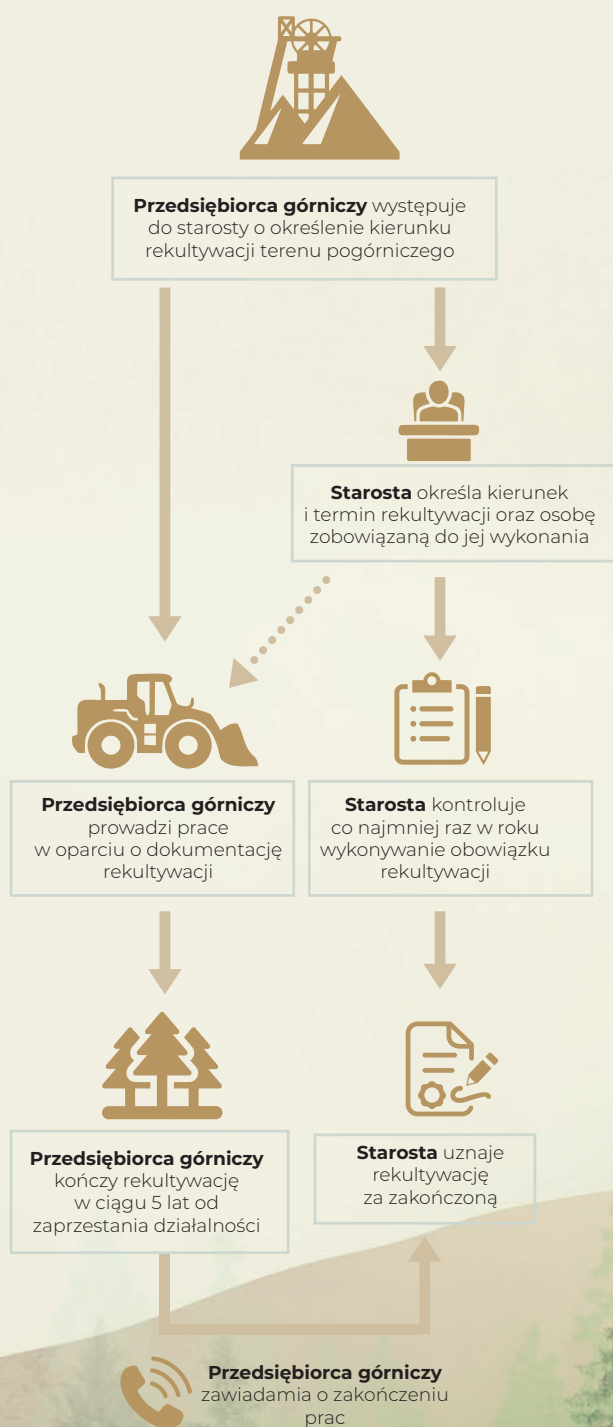 Przedsiębiorca górniczy występuje
do starosty o określenie kierunku
rekultywacji terenu pogórniczego
Starosta określa kierunek
i termin rekultywacji oraz osobę
zobowiązaną do jej wykonania
Przedsiębiorca górniczy
prowadzi prace
w oparciu o dokumentację
rekultywacji
Starosta kontroluje
co najmniej raz w roku
wykonywanie obowiązku
rekultywacji
Przedsiębiorca górniczy
kończy rekultywację
w ciągu 5 lat od
zaprzestania działalności
Starosta uznaje
rekultywację
za zakończoną
Przedsiębiorca górniczy
zawiadamia o zakończeniu
prac